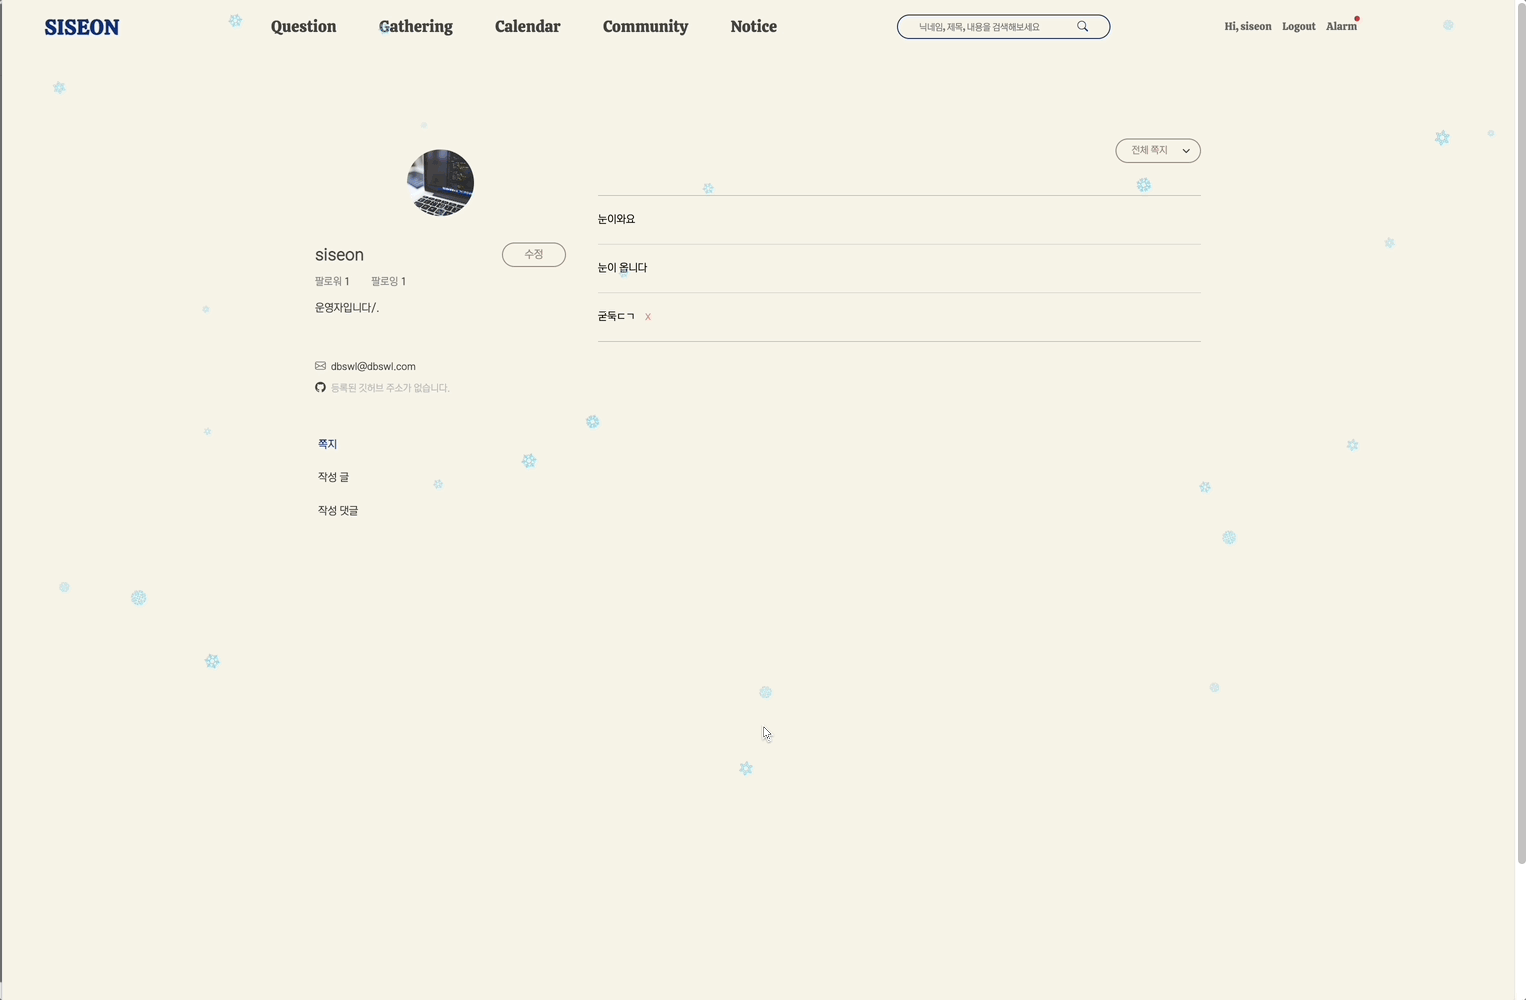 SISEON
Question Gathering Calendar Community Notice
닉네임, 제목, 내용을 검색해보세요
Hi, siseon Logout Alarm
전체 쪽지
siseon
수정
팔로워 1 팔로잉 1
운영자입니다/.
dbswl@dbswl.com
등록된 깃허브 주소가 없습니다.
쪽지
작성 글
작성 댓글
눈이와요
눈이 옵니다
굳둑ㄷㄱ x